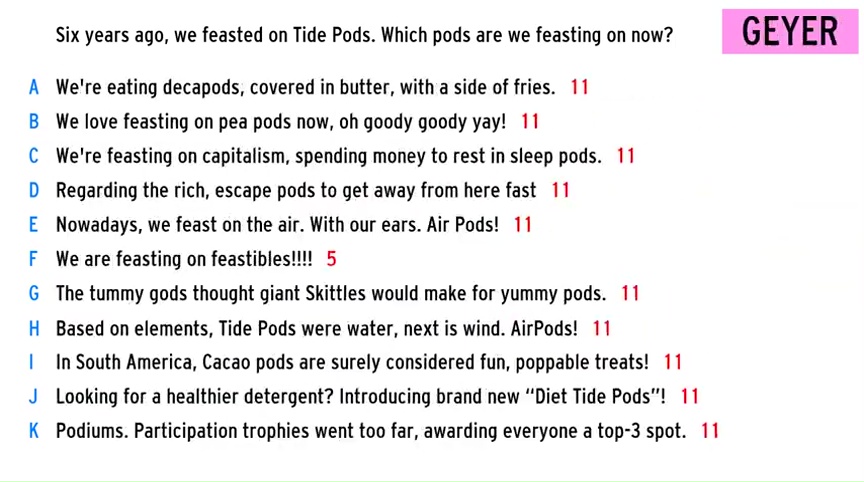 Six years ago, we feasted on Tide Pods. Which pods are we feasting on now?
GEYER
A We're eating decapods, covered in butter, with a side of fries. 11
B We love feasting on pea pods now, oh goody goody yay! 11
C We're feasting on capitalism, spending money to rest in sleep pods. 11
D Regarding the rich, escape pods to get away from here fast 11
E Nowadays, we feast on the air. With our ears. Air Pods! 11
F We are feasting on feastibles!!!! 5
G The tummy gods thought giant Skittles would make for yummy pods. 11
H Based on elements, Tide Pods were water, next is wind. AirPods! 11
I In South America, Cacao pods are surely considered fun, poppable treats! 11
J Looking for a healthier detergent? Introducing brand new “Diet Tide Pods”! 11
K Podiums. Participation trophies went too far, awarding everyone a top-3 spot. 11